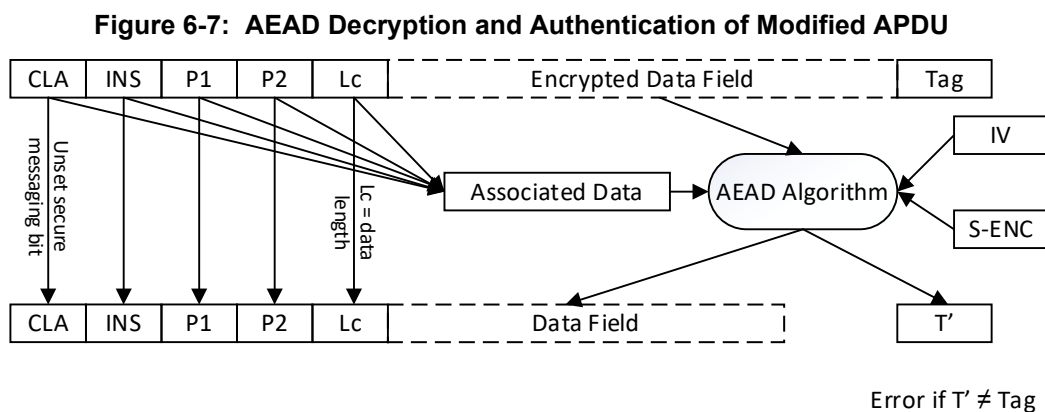 Figure 6-7: AEAD Decryption and Authentication of Modified APDU
CLA INS P1 P2 Lc Encrypted Data Field Tag
IV
Unset secure
messaging bit
Lc = data
length
Associated Data
AEAD Algorithm
S-ENC
CLA INS P1 P2 Lc Data Field T’
Error if T’ ≠ Tag